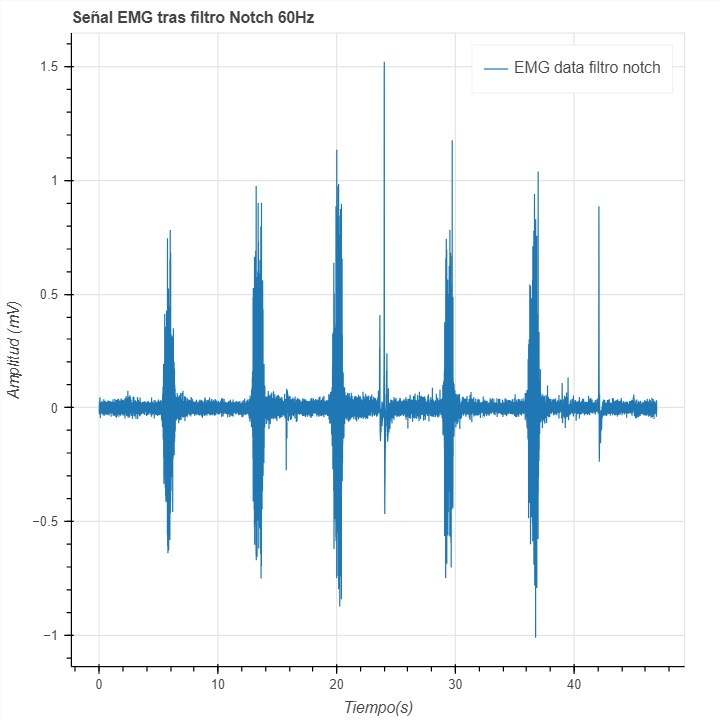 Señal EMG tras filtro Notch 60Hz
EMG data filtro notch
1.5
1
0.5
0
−0.5
−1
Amplitud (mV)
0
10
20
30
40
Tiempo(s)